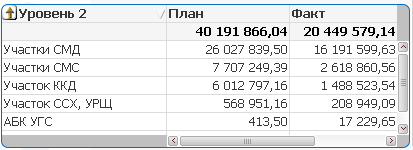 Уровень 2 План Факт
40 191 866,04 20 449 579,14
Участки СМД 26 027 839,50 16 191 599,63
Участки СМС 7 707 249,39 2 618 860,56
Участок ККД 6 012 797,16 1 488 523,54
Участок ССХ, УРЩ 568 951,16 208 949,09
АБК УГС 413,50 17 229,65